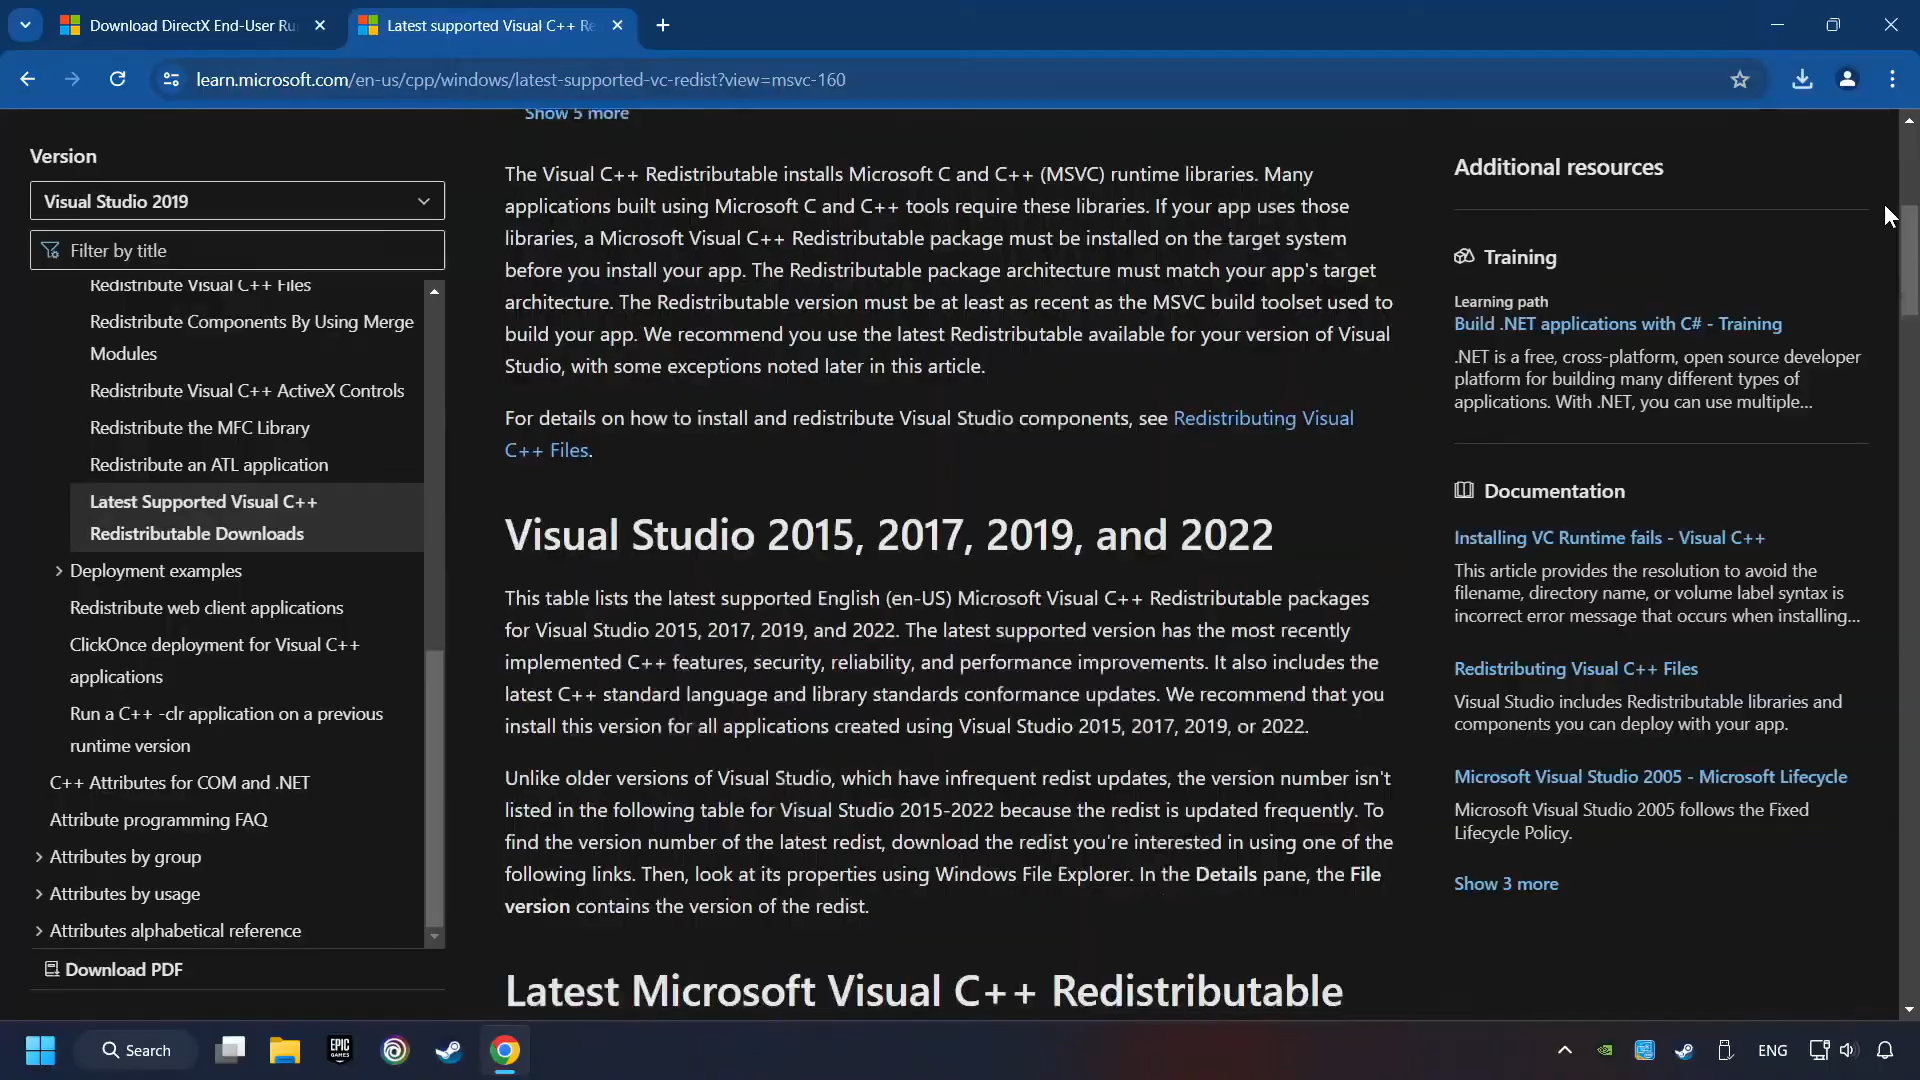 Download DirectX End-User Ru
Latest supported Visual C++ Re
learn.microsoft.com/en-us/cpp/windows/latest-supported-vc-redist?view=msvc-160
Version
Visual Studio 2019
Filter by title
Redistribute Visual C++ Files
Redistribute Components By Using Merge
Modules
Redistribute Visual C++ ActiveX Controls
Redistribute the MFC Library
Redistribute an ATL application
Latest Supported Visual C++
Redistributable Downloads
Deployment examples
Redistribute web client applications
ClickOnce deployment for Visual C++
applications
Run a C++ -clr application on a previous
runtime version
C++ Attributes for COM and .NET
Attribute programming FAQ
Attributes by group
Attributes by usage
Attributes alphabetical reference
Download PDF
Show 5 more
The Visual C++ Redistributable installs Microsoft C and C++ (MSVC) runtime libraries. Many
applications built using Microsoft C and C++ tools require these libraries. If your app uses those
libraries, a Microsoft Visual C++ Redistributable package must be installed on the target system
before you install your app. The Redistributable package architecture must match your app's target
architecture. The Redistributable version must be at least as recent as the MSVC build toolset used to
build your app. We recommend you use the latest Redistributable available for your version of Visual
Studio, with some exceptions noted later in this article.
For details on how to install and redistribute Visual Studio components, see Redistributing Visual
C++ Files.
Visual Studio 2015, 2017, 2019, and 2022
This table lists the latest supported English (en-US) Microsoft Visual C++ Redistributable packages
for Visual Studio 2015, 2017, 2019, and 2022. The latest supported version has the most recently
implemented C++ features, security, reliability, and performance improvements. It also includes the
latest C++ standard language and library standards conformance updates. We recommend that you
install this version for all applications created using Visual Studio 2015, 2017, 2019, or 2022.
Unlike older versions of Visual Studio, which have infrequent redist updates, the version number isn't
listed in the following table for Visual Studio 2015-2022 because the redist is updated frequently. To
find the version number of the latest redist, download the redist you're interested in using one of the
following links. Then, look at its properties using Windows File Explorer. In the Details pane, the File
version contains the version of the redist.
Latest Microsoft Visual C++ Redistributable
Additional resources
Training
Learning path
Build .NET applications with C# - Training
.NET is a free, cross-platform, open source developer
platform for building many different types of
applications. With .NET, you can use multiple...
Documentation
Installing VC Runtime fails - Visual C++
This article provides the resolution to avoid the
filename, directory name, or volume label syntax is
incorrect error message that occurs when installing...
Redistributing Visual C++ Files
Visual Studio includes Redistributable libraries and
components you can deploy with your app.
Microsoft Visual Studio 2005 - Microsoft Lifecycle
Microsoft Visual Studio 2005 follows the Fixed
Lifecycle Policy.
Show 3 more
Search
EPIC
GAMES
ENG